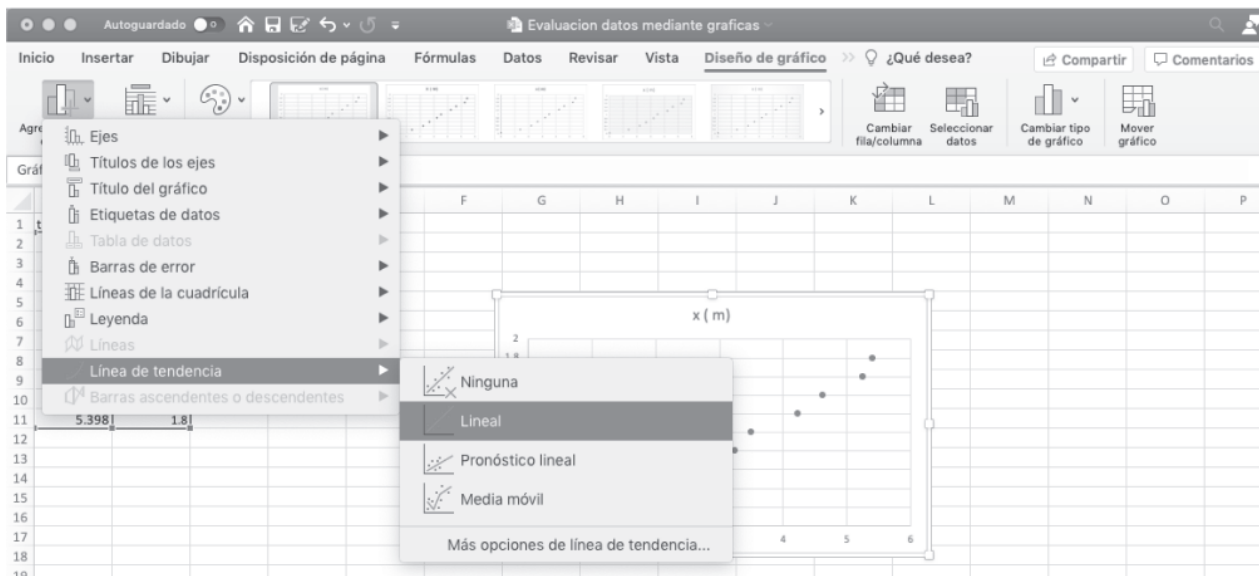 Autoguardado Evaluacion datos mediante graficas
Inicio Insertar Dibujar Disposición de página Fórmulas Datos Revisar Vista Diseño de gráfico ¿Qué desea? Compartir Comentarios
Agre
Cambiar fila/columna
Seleccionar datos
Cambiar tipo de gráfico
Mover gráfico
Gráf
Ejes
Títulos de los ejes
Título del gráfico
Etiquetas de datos
Tabla de datos
Barras de error
Líneas de la cuadrícula
Leyenda
Líneas
Línea de tendencia
Barras ascendentes o descendentes
Ninguna
Lineal
Pronóstico lineal
Media móvil
Más opciones de línea de tendencia...
F G H I J K L M N O P
1 t
2
3
4
5
6
7
8
9
10
11 5.398 1.8
12
13
14
15
16
17
18
19
x ( m)
2
1.8
4 5 6